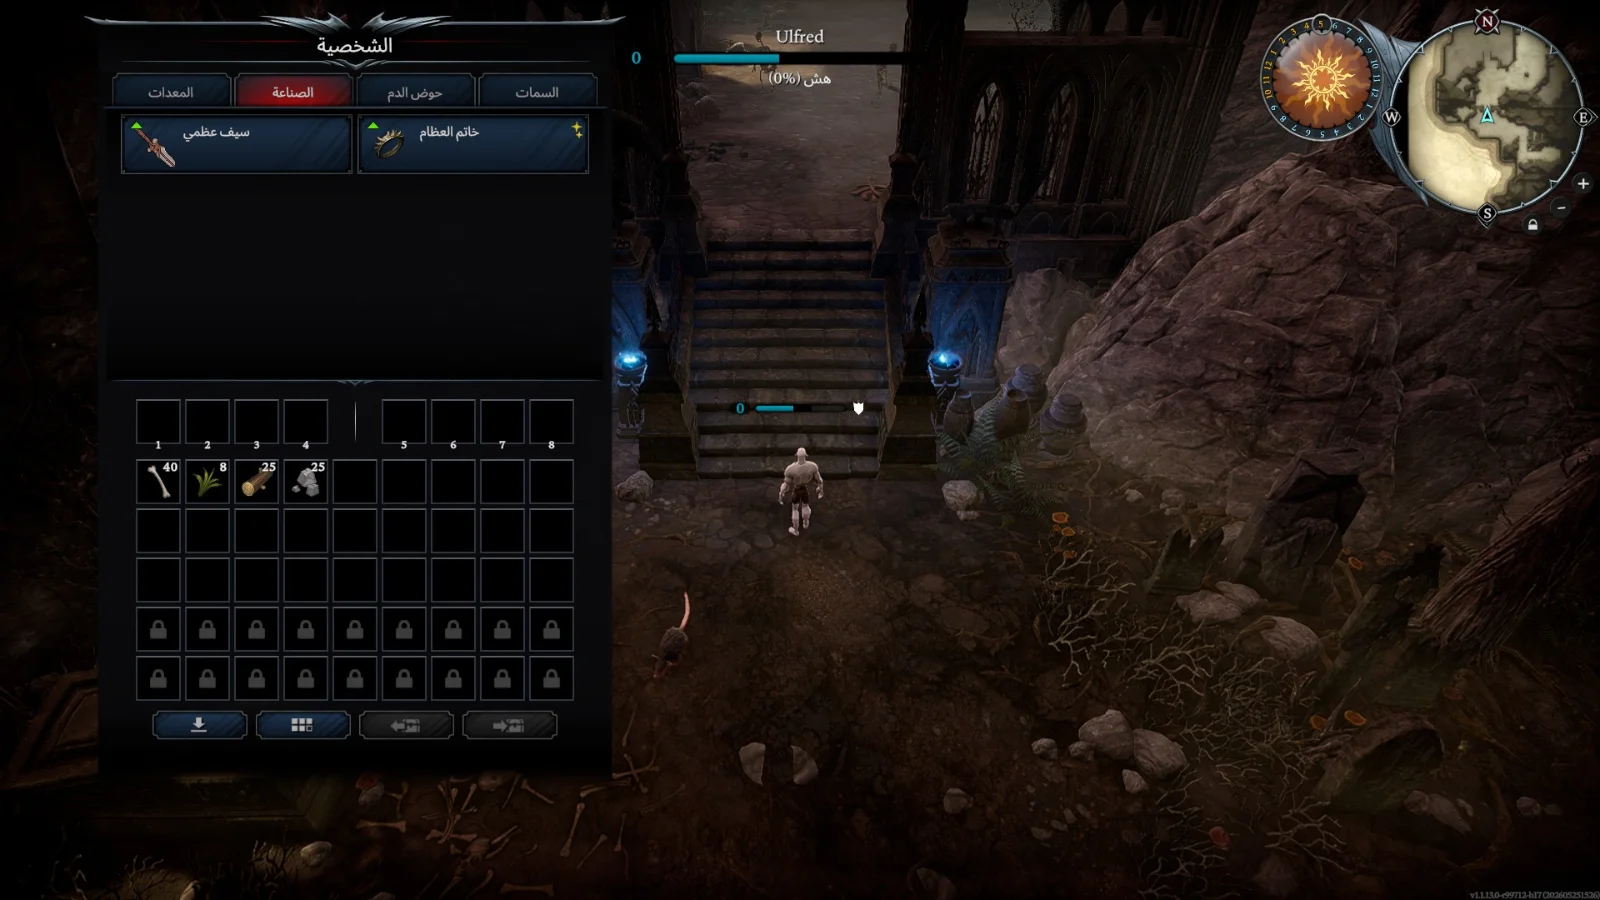 الشخصية
المعدات
الصناعة
حوض الدم
السمات
سيف عظمي
خاتم العظام
1 2 3 4 5 6 7 8
40 8 25 25
Ulfred
0
هش (0%)
0
N
W
E
S